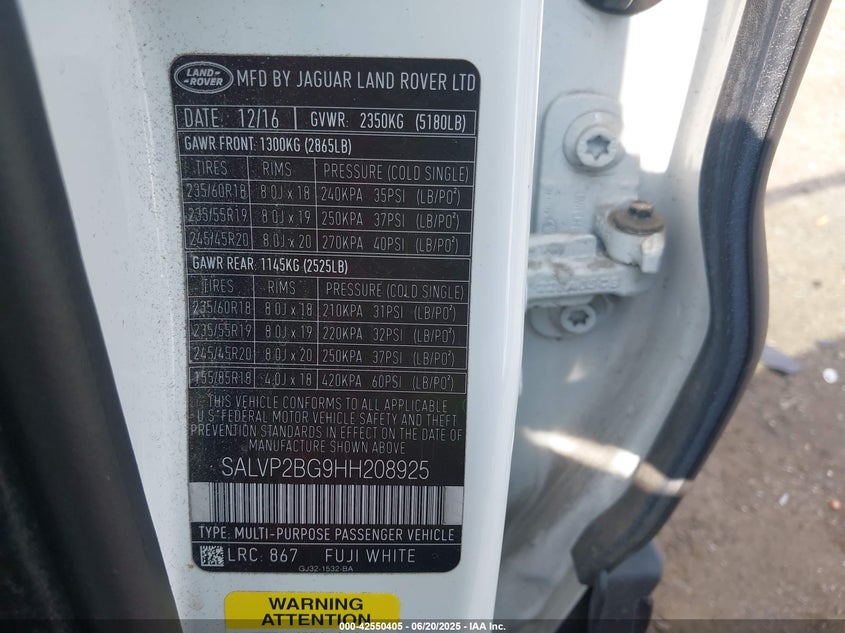 LAND ROVER MFD BY JAGUAR LAND ROVER LTD
DATE: 12/16 GVWR: 2350KG (5180LB)
GAWR FRONT: 1300KG (2865LB)
TIRES RIMS PRESSURE (COLD SINGLE)
235/60R18 8.0J x 18 240KPA 35PSI (LB/PO²)
235/55R19 8.0J x 19 250KPA 37PSI (LB/PO²)
245/45R20 8.0J x 20 270KPA 40PSI (LB/PO²)
GAWR REAR: 1145KG (2525LB)
TIRES RIMS PRESSURE (COLD SINGLE)
235/60R18 8.0J x 18 210KPA 31PSI (LB/PO²)
235/55R19 8.0J x 19 220KPA 32PSI (LB/PO²)
245/45R20 8.0J x 20 250KPA 37PSI (LB/PO²)
155/85R18 4.0J x 18 420KPA 60PSI (LB/PO²)
THIS VEHICLE CONFORMS TO ALL APPLICABLE
U S FEDERAL MOTOR VEHICLE SAFETY AND THEFT
PREVENTION STANDARDS IN EFFECT ON THE DATE OF
MANUFACTURE SHOWN ABOVE
SALVP2BG9HH208925
TYPE: MULTI-PURPOSE PASSENGER VEHICLE
LRC: 867 FUJI WHITE
GJ32-1532-BA
WARNING
ATTENTION
000-42550405 - 06/20/2025 - IAA Inc.